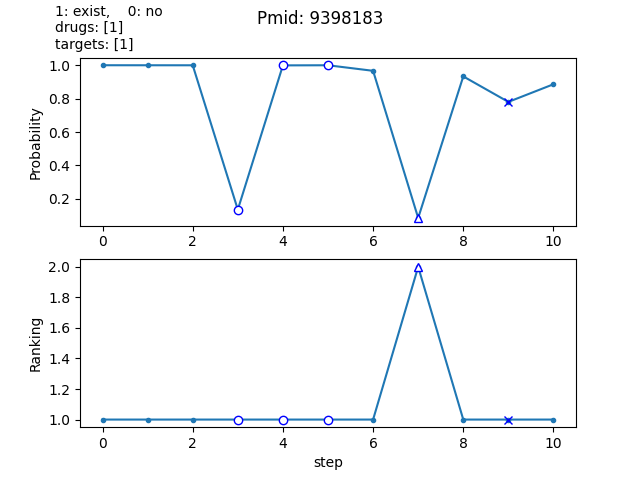 1: exist,    0: no
drugs: [1]
targets: [1]
Pmid: 9398183
Probability
1.0
0.8
0.6
0.4
0.2
0 2 4 6 8 10
Ranking
2.0
1.8
1.6
1.4
1.2
1.0
0 2 4 6 8 10
step